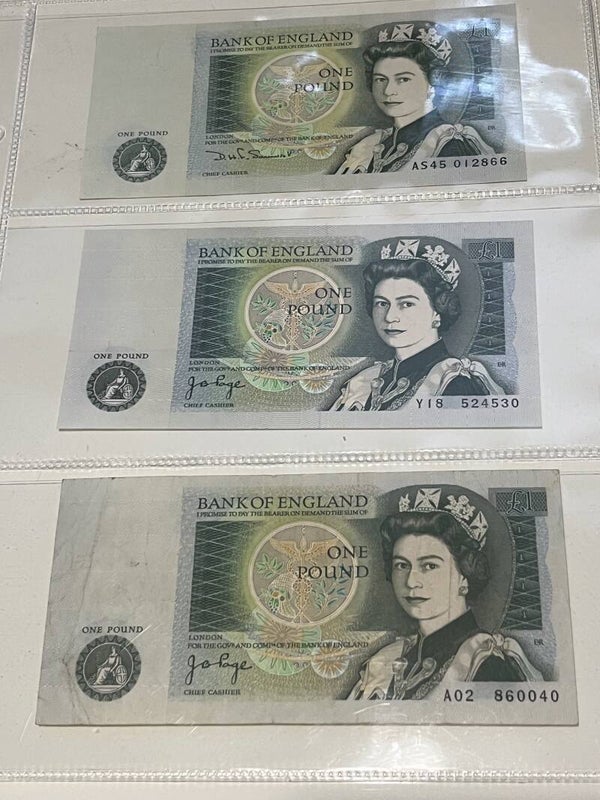 BANK OF ENGLAND
I PROMISE TO PAY THE BEARER ON DEMAND THE SUM OF
£1
ONE
POUND
ONE POUND
LONDON
FOR THE GOVR AND COMPA OF THE BANK OF ENGLAND
CHIEF CASHIER
AS45 012866
BANK OF ENGLAND
I PROMISE TO PAY THE BEARER ON DEMAND THE SUM OF
£1
ONE
POUND
ONE POUND
LONDON
FOR THE GOVR AND COMPA OF THE BANK OF ENGLAND
J B Page
CHIEF CASHIER
Y18 524530
BANK OF ENGLAND
I PROMISE TO PAY THE BEARER ON DEMAND THE SUM OF
£1
ONE
POUND
ONE POUND
LONDON
FOR THE GOVR AND COMPA OF THE BANK OF ENGLAND
J B Page
CHIEF CASHIER
A02 860040